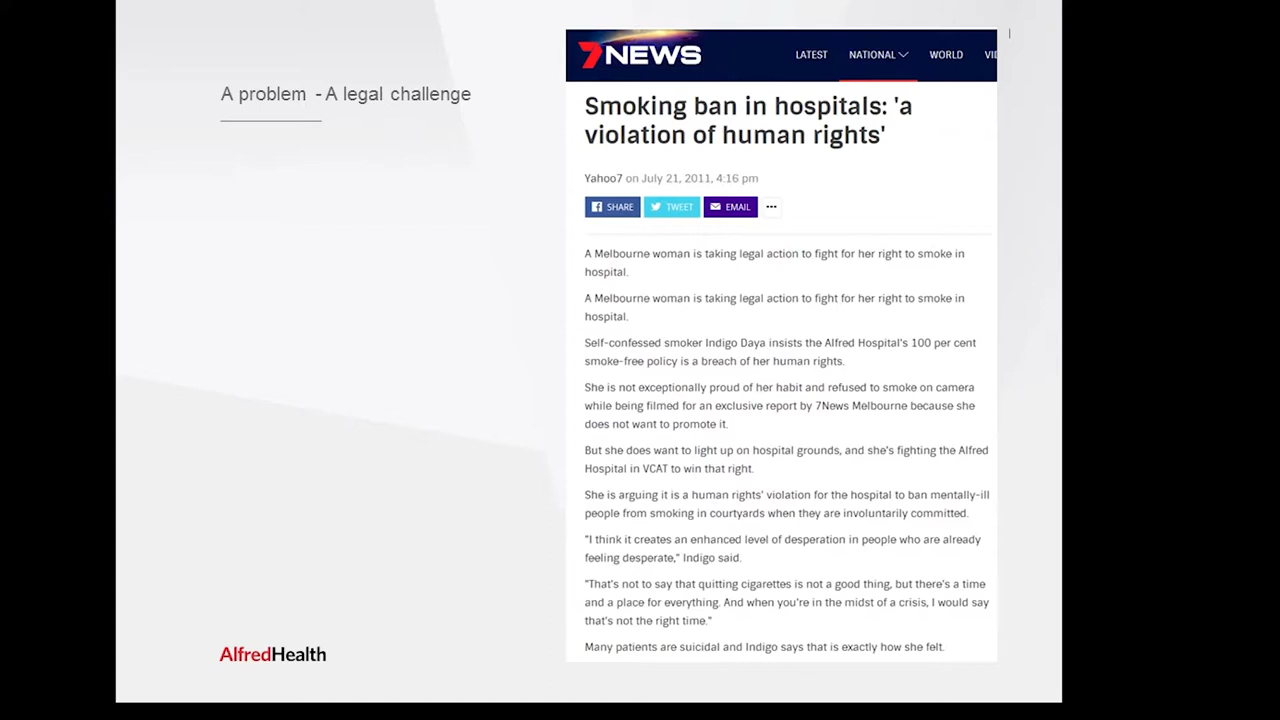 A problem - A legal challenge
7NEWS
LATEST
NATIONAL
WORLD
Smoking ban in hospitals: 'a
violation of human rights'
Yahoo7 on July 21, 2011, 4:16 pm
SHARE
TWEET
EMAIL
...
A Melbourne woman is taking legal action to fight for her right to smoke in
hospital.
A Melbourne woman is taking legal action to fight for her right to smoke in
hospital.
Self-confessed smoker Indigo Daya insists the Alfred Hospital's 100 per cent
smoke-free policy is a breach of her human rights.
She is not exceptionally proud of her habit and refused to smoke on camera
while being filmed for an exclusive report by 7News Melbourne because she
does not want to promote it.
But she does want to light up on hospital grounds, and she's fighting the Alfred
Hospital in VCAT to win that right.
She is arguing it is a human rights' violation for the hospital to ban mentally-ill
people from smoking in courtyards when they are involuntarily committed.
"I think it creates an enhanced level of desperation in people who are already
feeling desperate," Indigo said.
"That's not to say that quitting cigarettes is not a good thing, but there's a time
and a place for everything. And when you're in the midst of a crisis, I would say
that's not the right time."
Many patients are suicidal and Indigo says that is exactly how she felt.
AlfredHealth